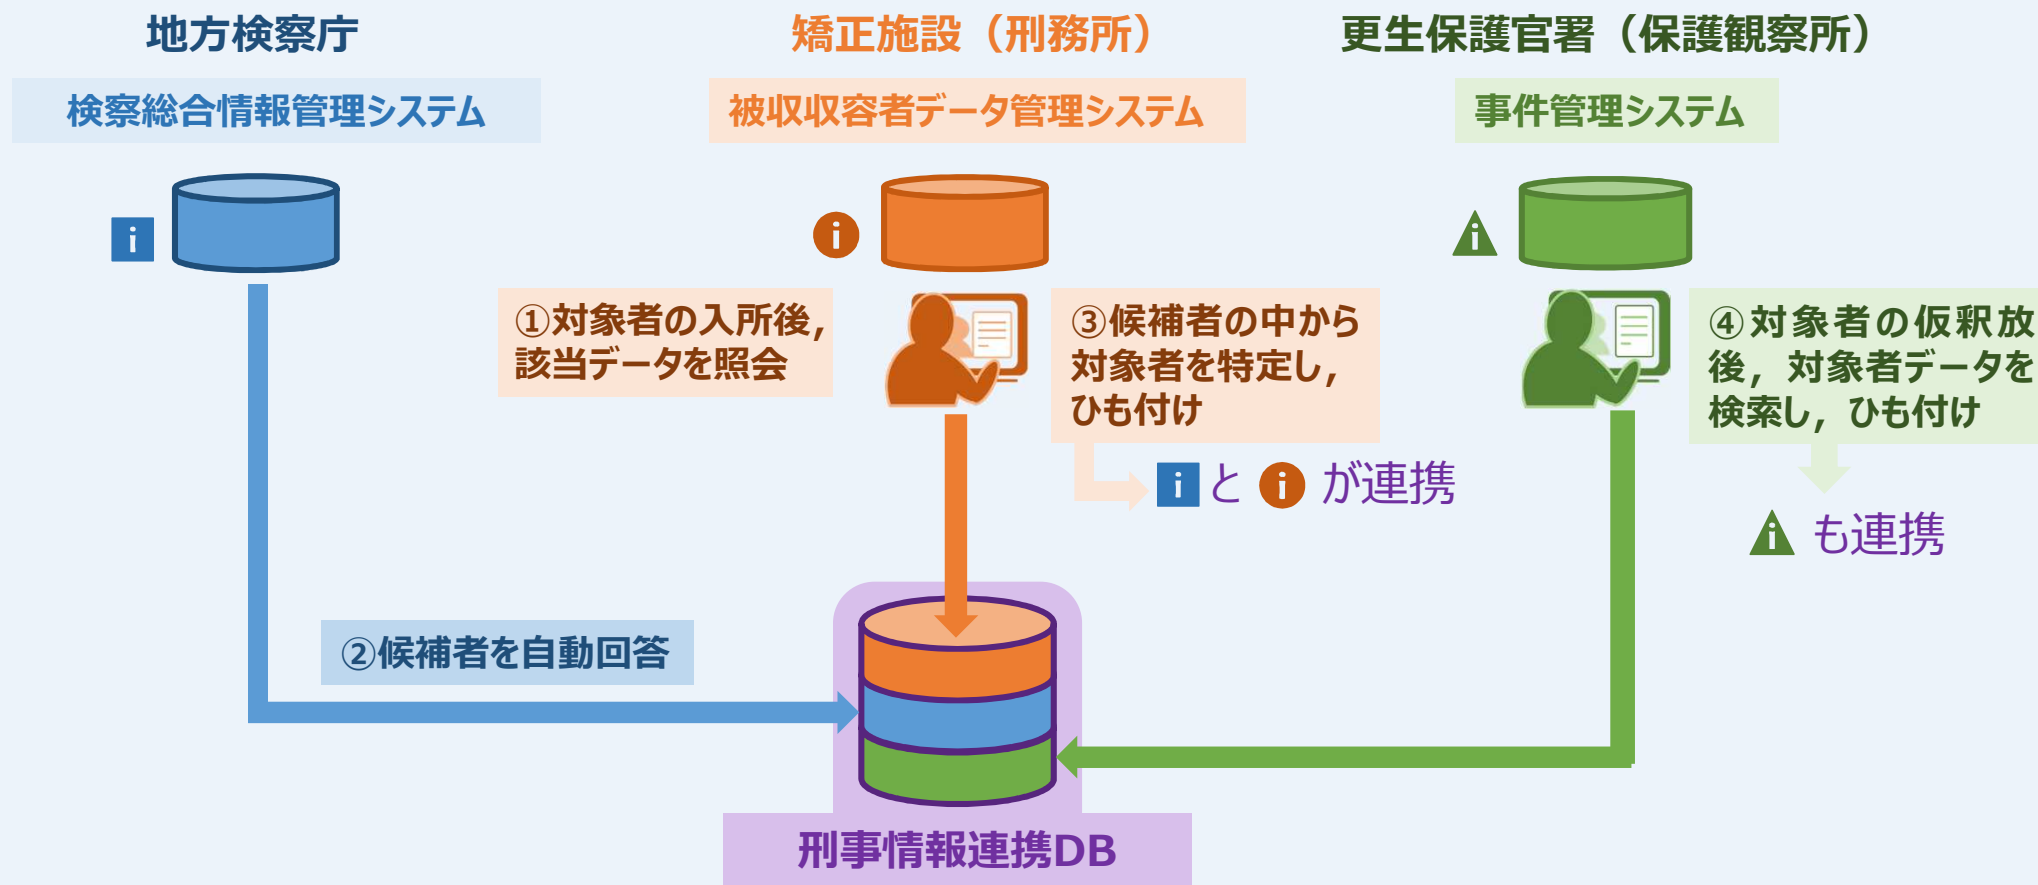 地方検察庁
矯正施設（刑務所）
更生保護官署（保護観察所）
検察総合情報管理システム
被収収容者データ管理システム
事件管理システム
i
i
i
①対象者の入所後，
該当データを照会
③候補者の中から
対象者を特定し，
ひも付け
④対象者の仮釈放
後，対象者データを
検索し，ひも付け
i と i が連携
i も連携
②候補者を自動回答
刑事情報連携DB